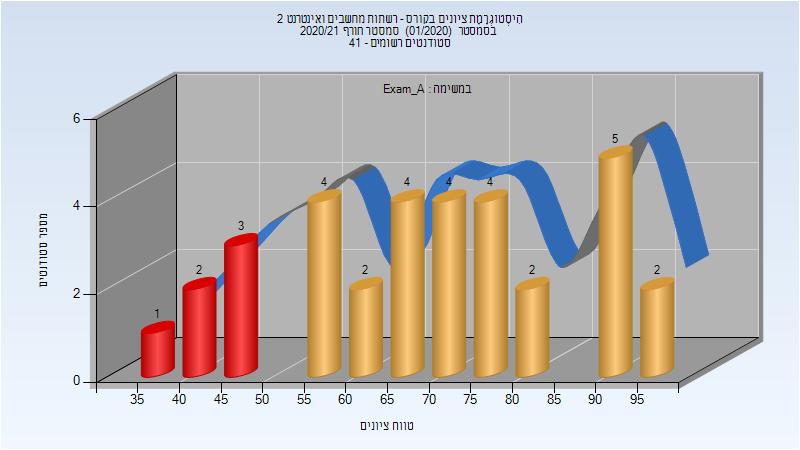 היסטוגרמת ציונים בקורס - רשתות מחשבים ואינטרנט 2
בסמסטר (01/2020) סמסטר חורף 2020/21
סטודנטים רשומים - 41
במשימה : Exam_A
מספר סטודנטים
6
4
2
0
1
2
3
4
2
4
4
4
2
5
2
35 40 45 50 55 60 65 70 75 80 85 90 95
טווח ציונים